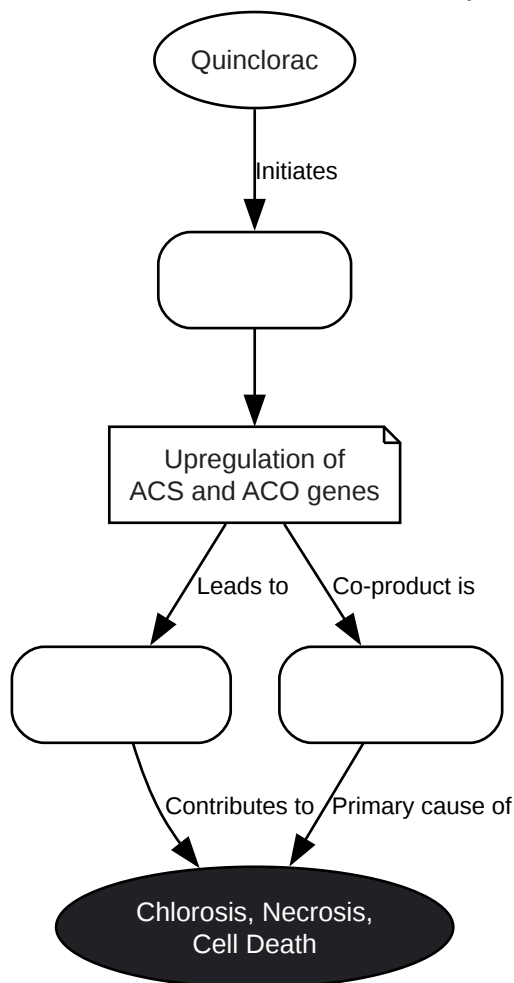 Quinclorac
Initiates
Upregulation of
ACS and ACO genes
Leads to
Co-product is
Contributes to
Primary cause of
Chlorosis, Necrosis,
Cell Death